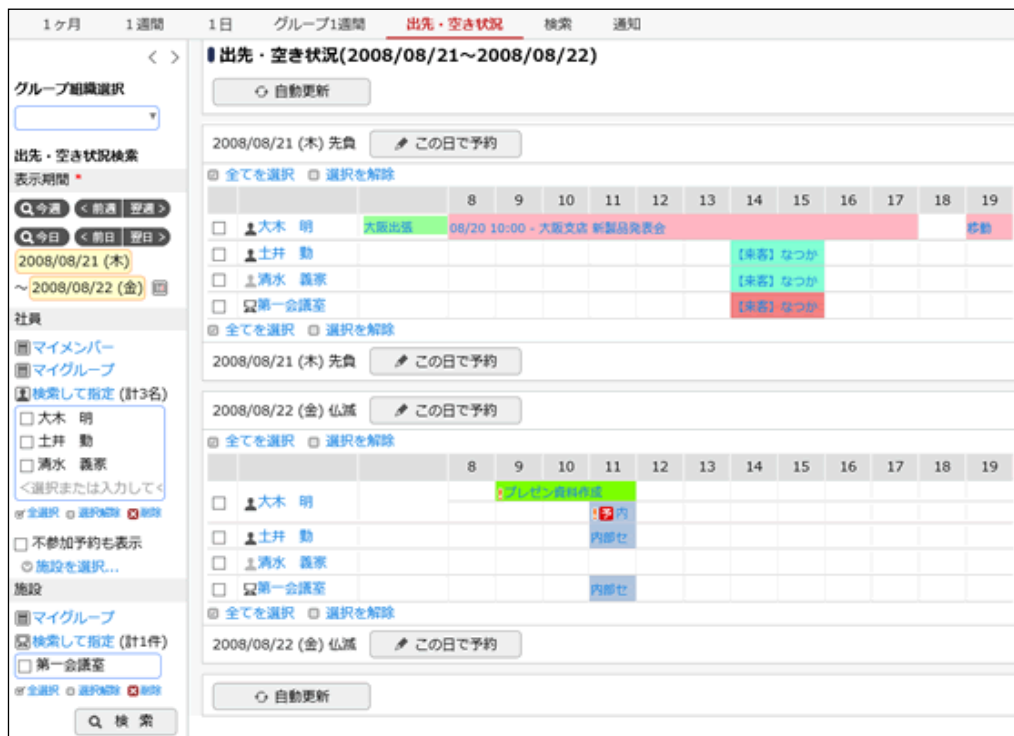 1ヶ月 1週間 1日 グループ1週間 出先・空き状況 検索 通知
< >
グループ組織選択
出先・空き状況検索
表示期間 *
今週 < 前週 翌週 >
今日 < 前日 翌日 >
2008/08/21 (木)
～ 2008/08/22 (金)
社員
マイメンバー
マイグループ
検索して指定 (計3名)
大木 明
土井 勤
清水 義家
<選択または入力して<
全選択 選択解除 削除
不参加予約も表示
施設を選択...
施設
マイグループ
検索して指定 (計1件)
第一会議室
全選択 選択解除 削除
検 索
出先・空き状況(2008/08/21～2008/08/22)
自動更新
2008/08/21 (木) 先負 この日で予約
全てを選択 選択を解除
8 9 10 11 12 13 14 15 16 17 18 19
大木 明 大阪出張 08/20 10:00 - 大阪支店 新製品発表会 移動
土井 勤 【来客】なつか
清水 義家 【来客】なつか
第一会議室 【来客】なつか
全てを選択 選択を解除
2008/08/21 (木) 先負 この日で予約
2008/08/22 (金) 仏滅 この日で予約
全てを選択 選択を解除
8 9 10 11 12 13 14 15 16 17 18 19
!プレゼン資料作成
大木 明
!予内
土井 勤 内部セ
清水 義家
第一会議室 内部セ
全てを選択 選択を解除
2008/08/22 (金) 仏滅 この日で予約
自動更新